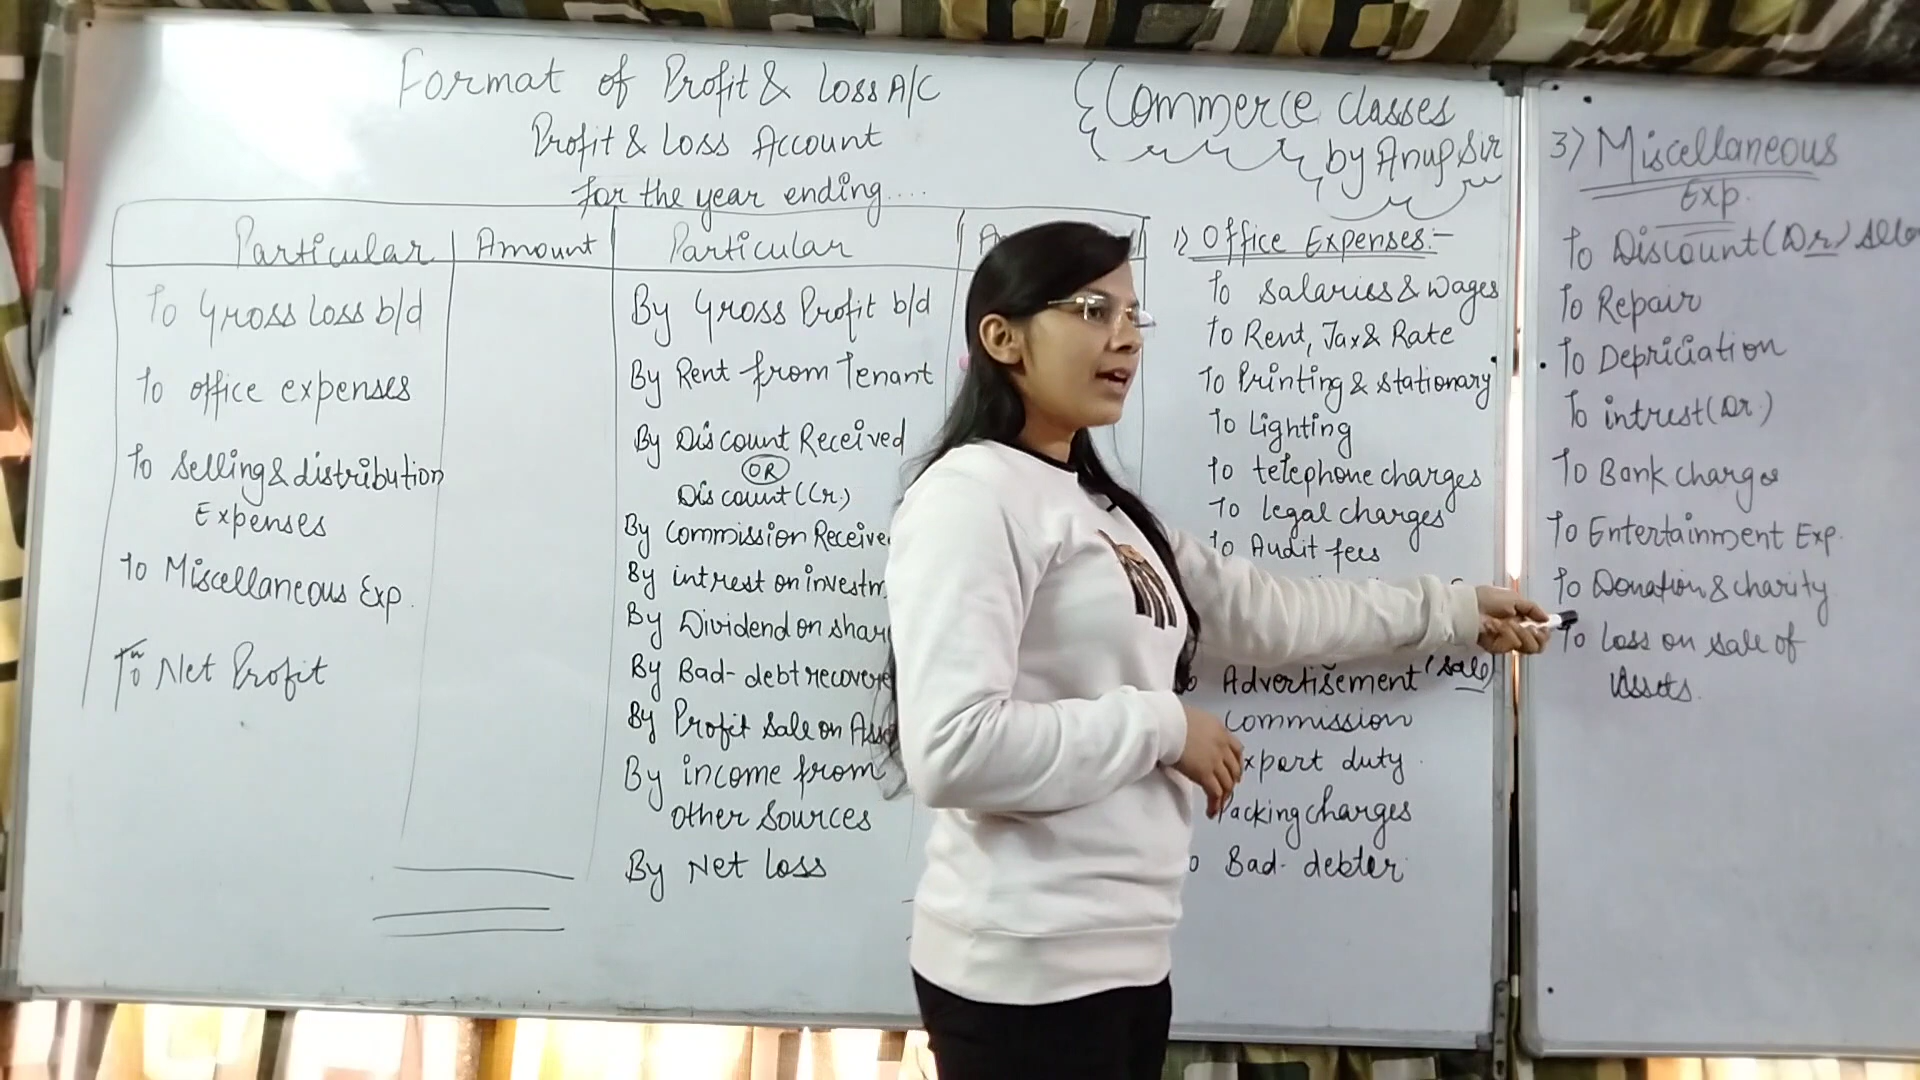 Format of Profit & Loss A/C
Profit & Loss Account
for the year ending....
Particular
Amount
Particular
To Gross Loss b/d
To office expenses
To Selling & distribution
Expenses
To Miscellaneous Exp.
To Net Profit
By Gross Profit b/d
By Rent from Tenant
By Discount Received
OR
Discount (Cr.)
By Commission Receive
By intrest on investm
By Dividend on shar
By Bad-debt recovere
By Profit Sale on Ass
By income from
other sources
By Net loss
Commerce classes
by Anup Sir
1) Office Expenses:-
To Salaries & Wages
To Rent, Tax & Rate
To Printing & Stationary
To Lighting
To telephone charges
To legal charges
To Audit fees
Advertisement (Sale)
Commission
xport duty
Packing charges
Bad-debter
3) Miscellaneous
Exp.
To Discount (Dr)
To Repair
To Depriciation
To intrest (Dr.)
To Bank charges
To Entertainment Exp.
To Donation & charity
To Loss on sale of
Assets.